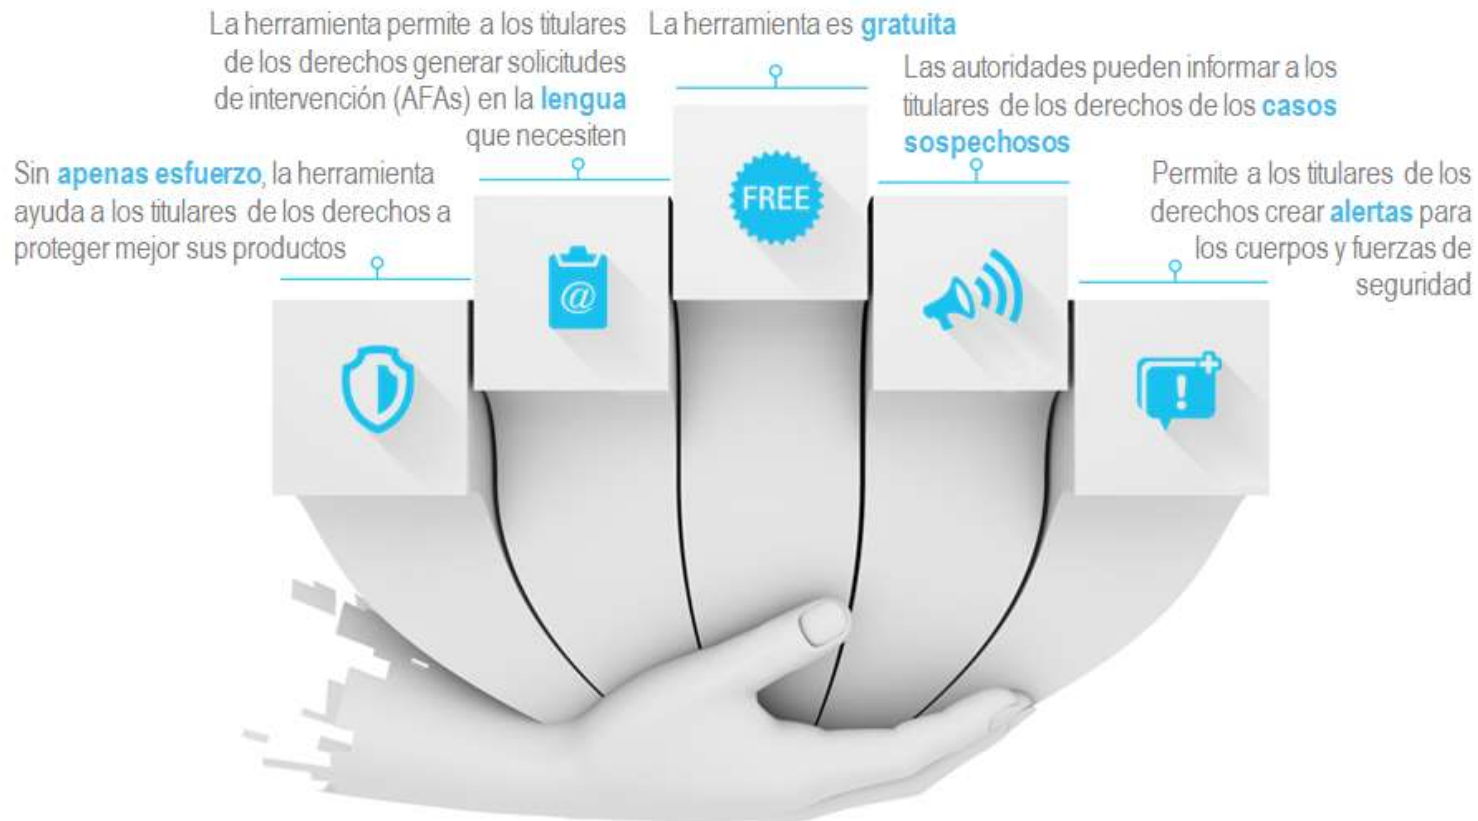 Sin apenas esfuerzo, la herramienta
ayuda a los titulares de los derechos a
proteger mejor sus productos
La herramienta permite a los titulares
de los derechos generar solicitudes
de intervención (AFAs) en la lengua
que necesiten
La herramienta es gratuita
Las autoridades pueden informar a los
titulares de los derechos de los casos
sospechosos
Permite a los titulares de los
derechos crear alertas para
los cuerpos y fuerzas de
seguridad
FREE
@
!